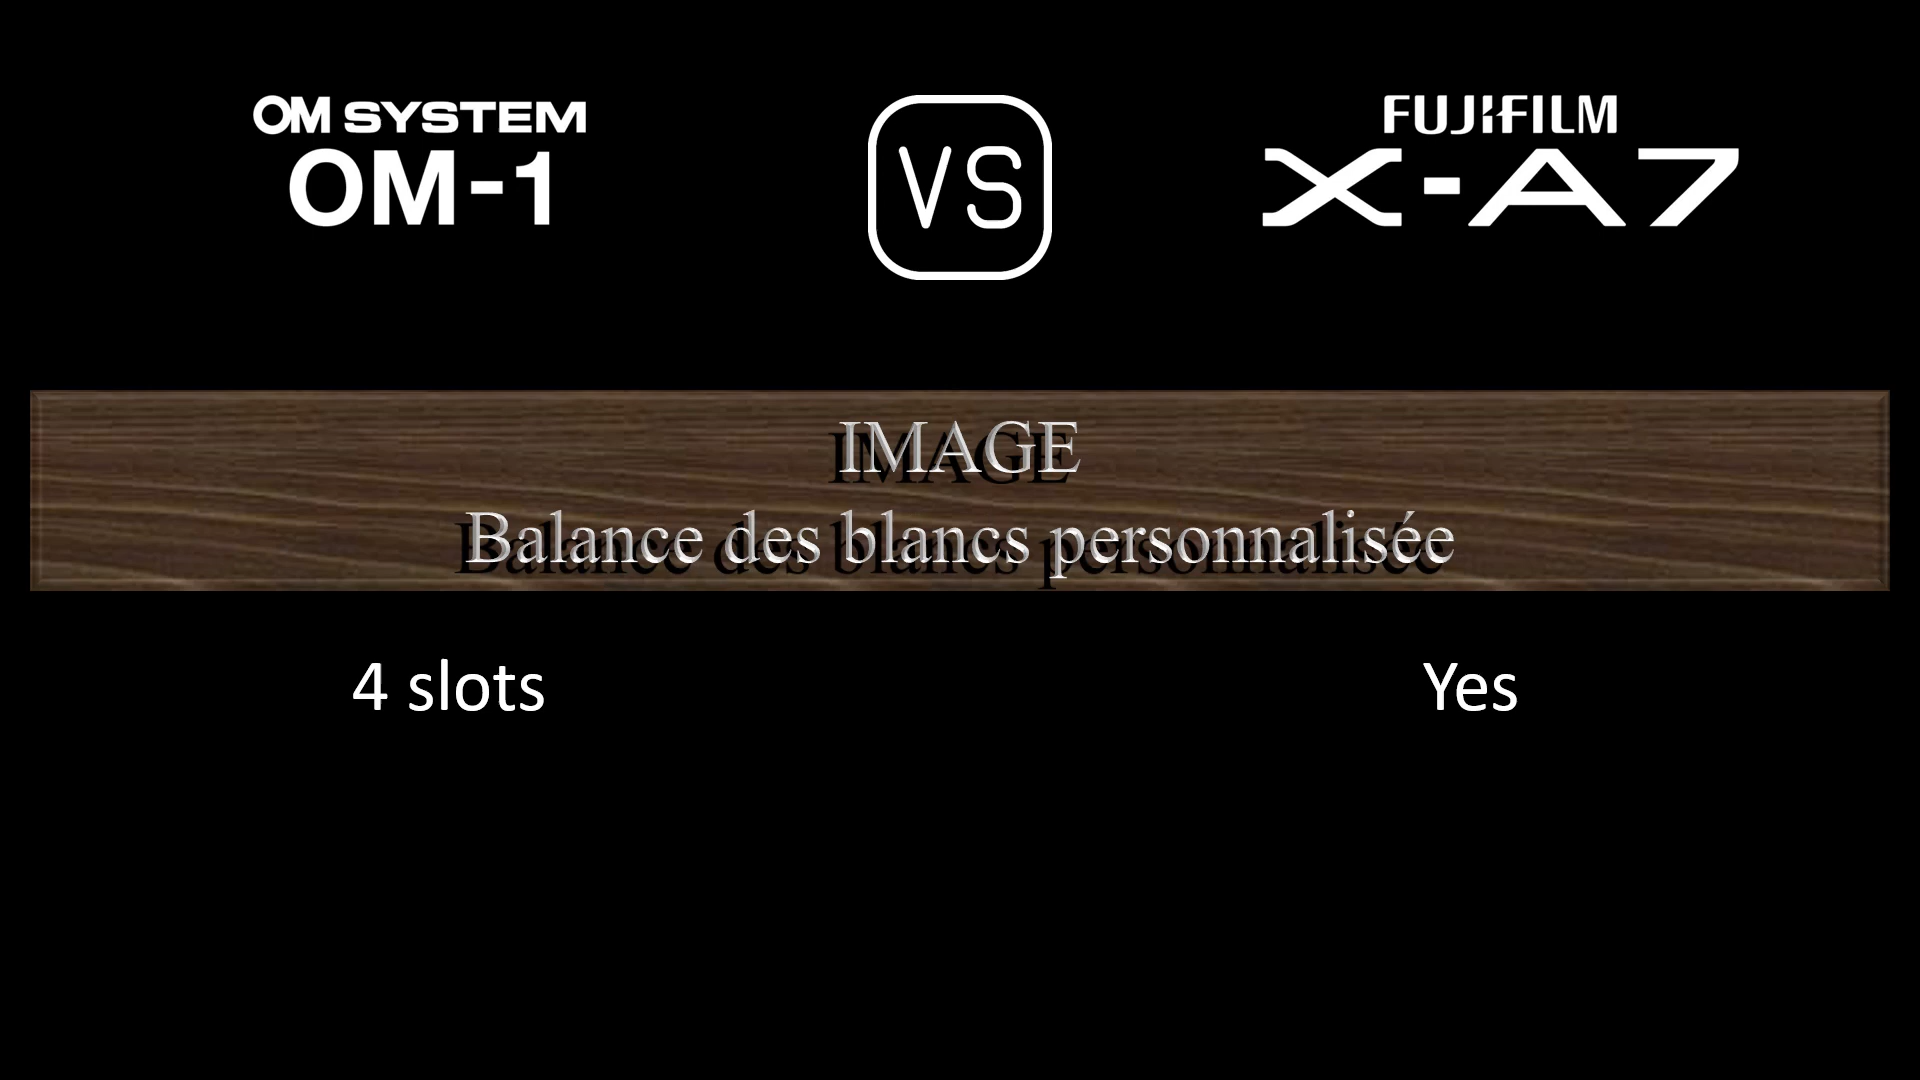 OM SYSTEM
OM-1
VS
FUJIFILM
X-A7
IMAGE
Balance des blancs personnalisée
4 slots
Yes